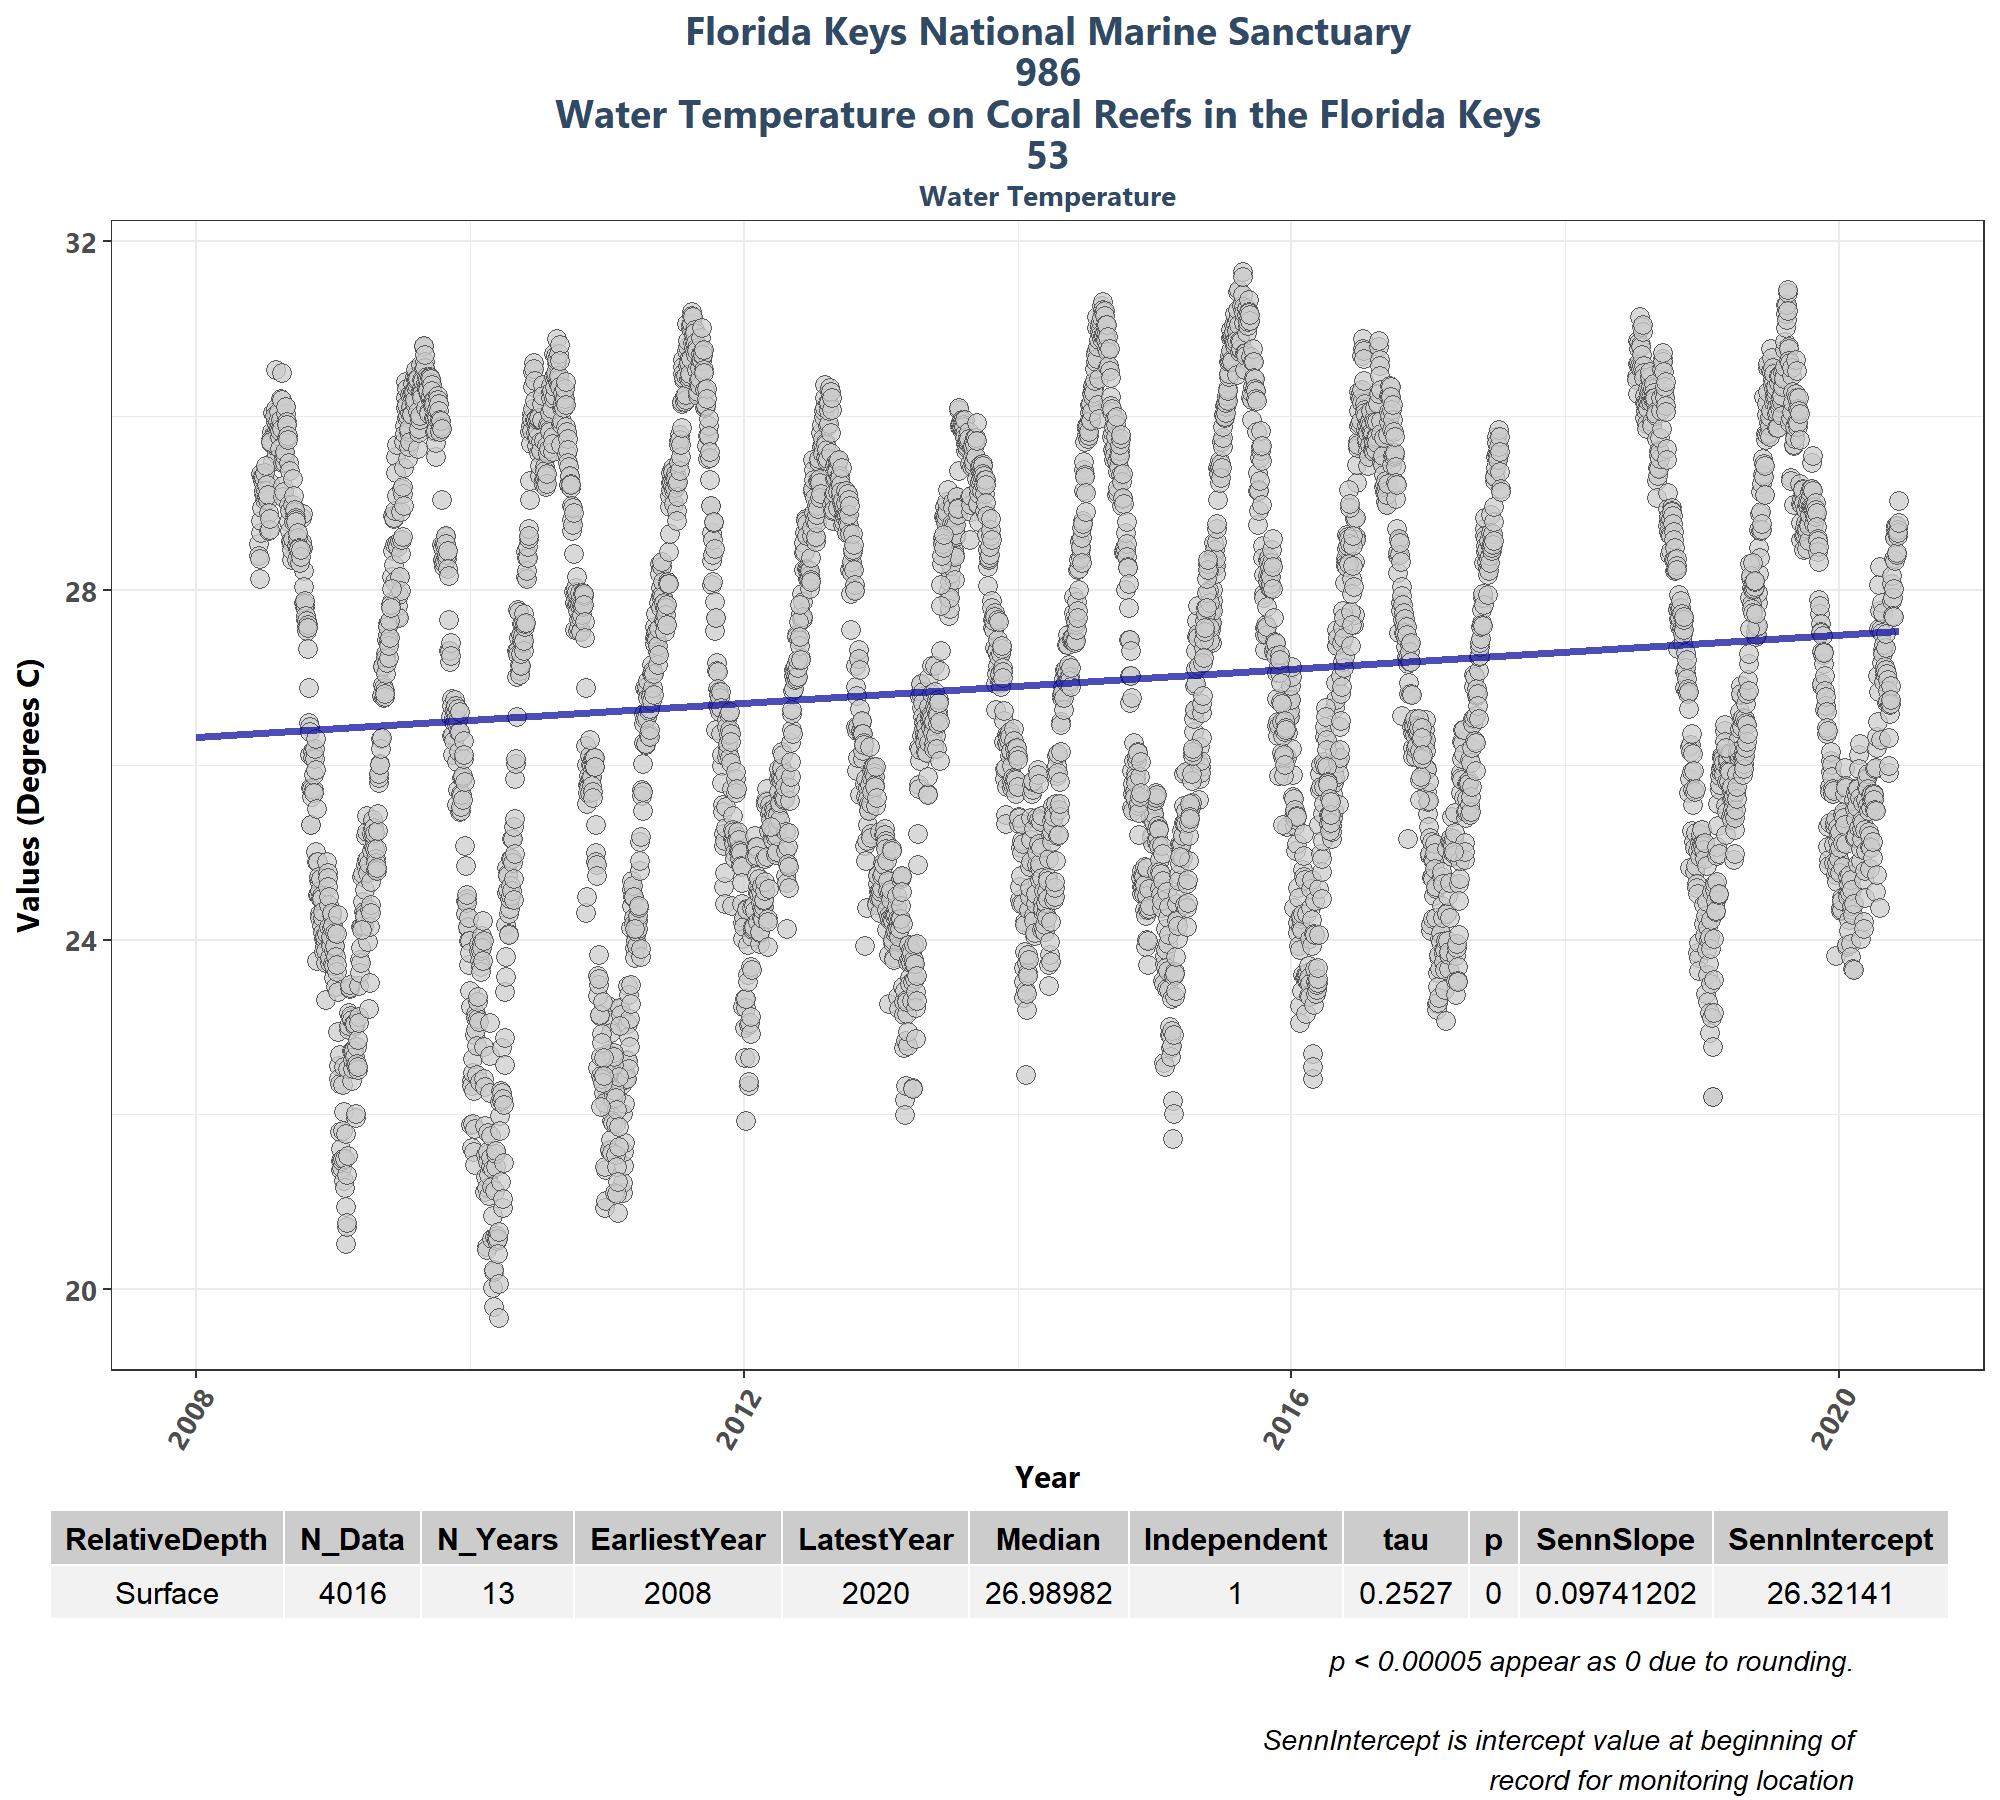 Florida Keys National Marine Sanctuary
986
Water Temperature on Coral Reefs in the Florida Keys
53
Water Temperature
32
28
24
20
Values (Degrees C)
2008
2012
2016
2020
Year
RelativeDepth N_Data N_Years EarliestYear LatestYear Median Independent tau p SennSlope SennIntercept
Surface 4016 13 2008 2020 26.98982 1 0.2527 0 0.09741202 26.32141
p < 0.00005 appear as 0 due to rounding.
SennIntercept is intercept value at beginning of
record for monitoring location